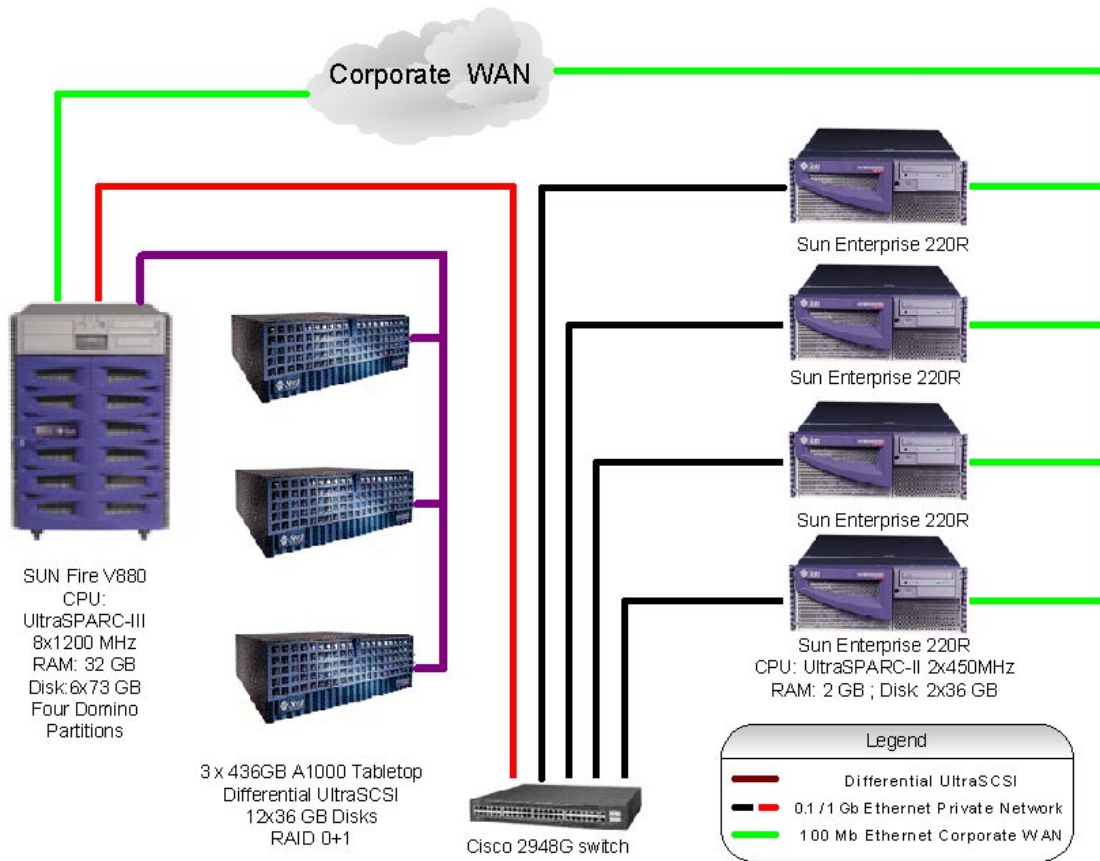 Corporate WAN
Sun Enterprise 220R
Sun Enterprise 220R
Sun Enterprise 220R
Sun Enterprise 220R
CPU: UltraSPARC-II 2x450MHz
RAM: 2 GB ; Disk: 2x36 GB
SUN Fire V880
CPU:
UltraSPARC-III
8x1200 MHz
RAM: 32 GB
Disk:6x73 GB
Four Domino
Partitions
3 x 436GB A1000 Tabletop
Differential UltraSCSI
12x36 GB Disks
RAID 0+1
Cisco 2948G switch
Legend
Differential UltraSCSI
0.1/1 Gb Ethernet Private Network
100 Mb Ethernet Corporate WAN